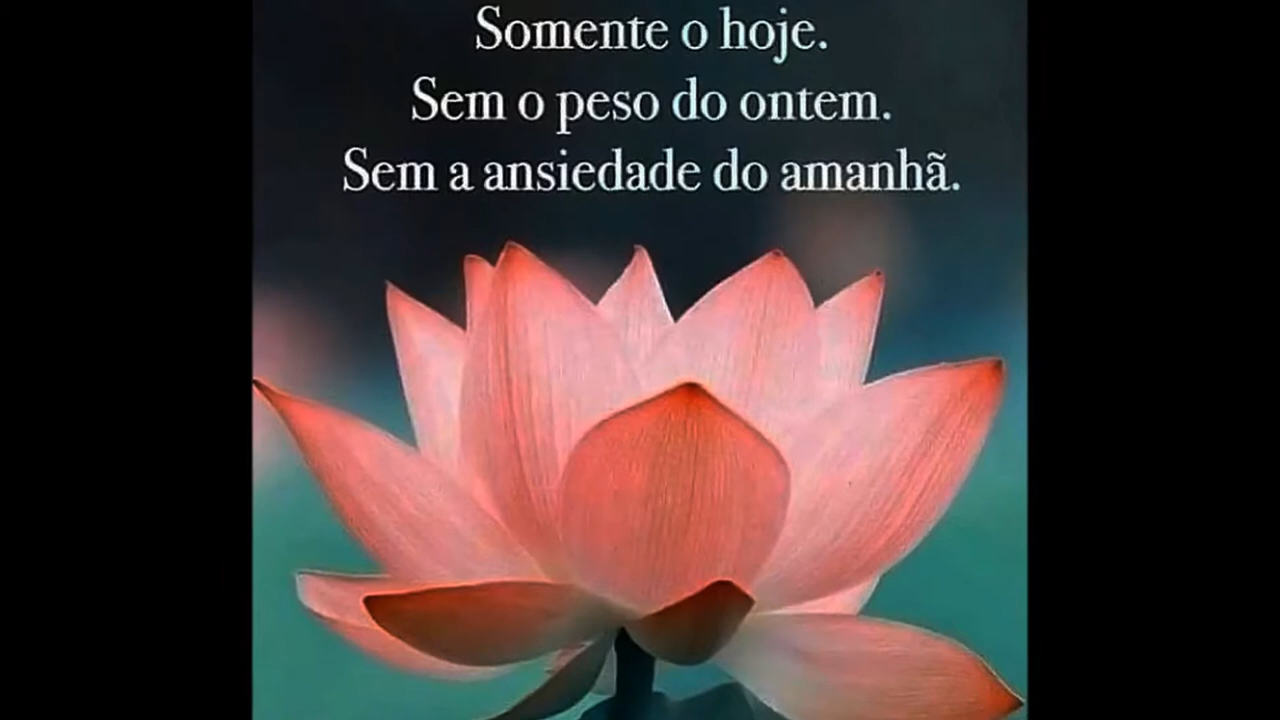 Somente o hoje.
Sem o peso do ontem.
Sem a ansiedade do amanhã.